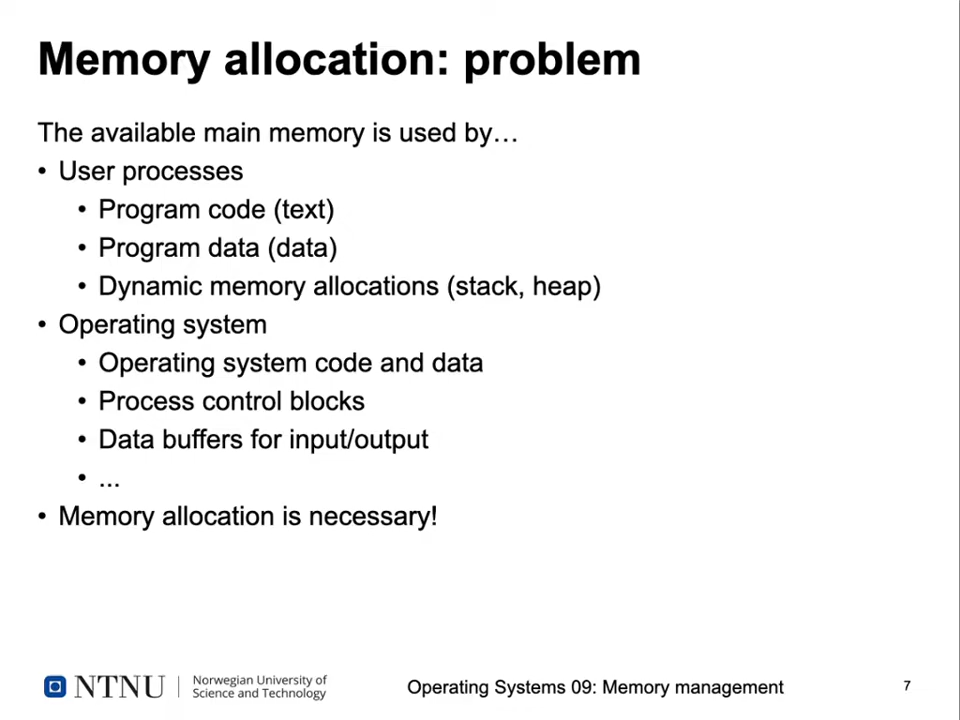 Memory allocation: problem
The available main memory is used by…
• User processes
• Program code (text)
• Program data (data)
• Dynamic memory allocations (stack, heap)
• Operating system
• Operating system code and data
• Process control blocks
• Data buffers for input/output
• ...
• Memory allocation is necessary!
NTNU
Norwegian University of
Science and Technology
Operating Systems 09: Memory management
7